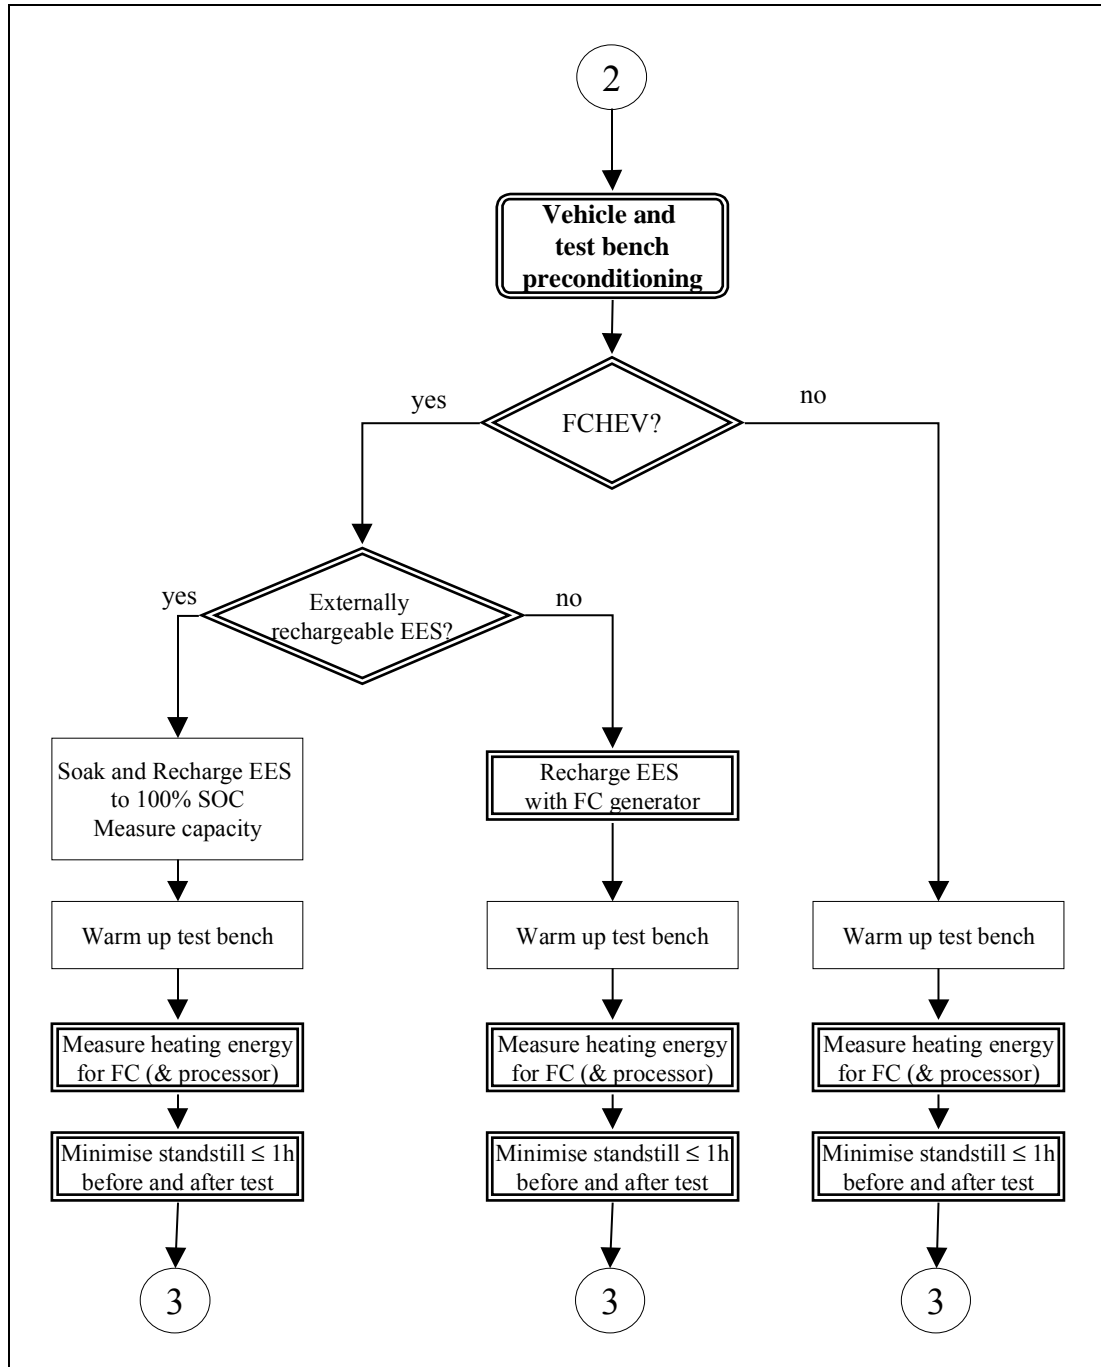 2
Vehicle and
test bench
preconditioning
yes
no
FCHEV?
yes
no
Externally
rechargeable EES?
Soak and Recharge EES
to 100% SOC
Measure capacity
Recharge EES
with FC generator
Warm up test bench
Warm up test bench
Warm up test bench
Measure heating energy
for FC (& processor)
Measure heating energy
for FC (& processor)
Measure heating energy
for FC (& processor)
Minimise standstill ≤ 1h
before and after test
Minimise standstill ≤ 1h
before and after test
Minimise standstill ≤ 1h
before and after test
3
3
3